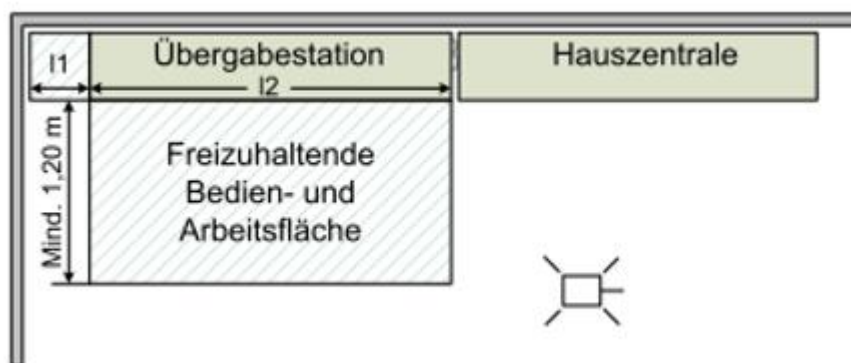 l1
Übergabestation
l2
Hauszentrale
Mind. 1,20 m
Freizuhaltende
Bedien- und
Arbeitsfläche